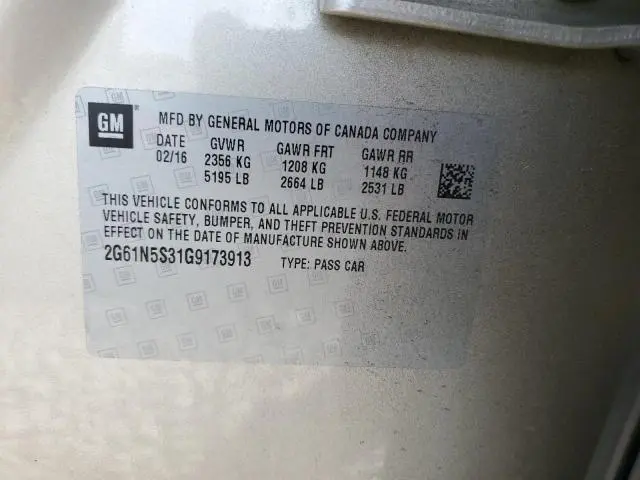 GM
MFD BY GENERAL MOTORS OF CANADA COMPANY
DATE GVWR GAWR FRT GAWR RR
02/16 2356 KG 1208 KG 1148 KG
5195 LB 2664 LB 2531 LB
THIS VEHICLE CONFORMS TO ALL APPLICABLE U.S. FEDERAL MOTOR
VEHICLE SAFETY, BUMPER, AND THEFT PREVENTION STANDARDS IN
EFFECT ON THE DATE OF MANUFACTURE SHOWN ABOVE.
2G61N5S31G9173913 TYPE: PASS CAR